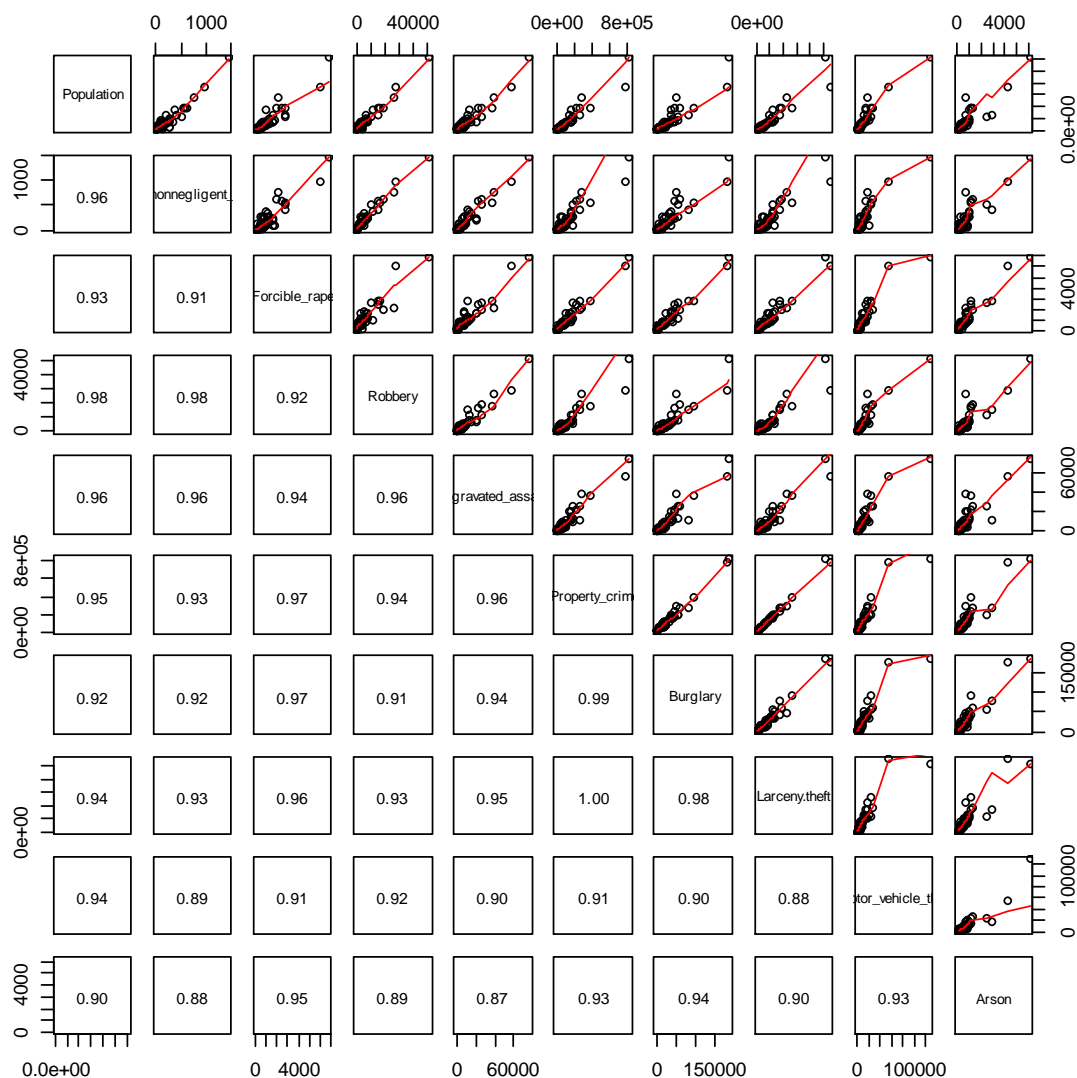 0 1000 0 40000 0e+00 8e+05 0e+00 0 4000
Population 0.0e+00
0 1000 0.96 nonnegligent_
0.93 0.91 Forcible_rape 0 4000
0 40000 0.98 0.98 0.92 Robbery
0.96 0.96 0.94 0.96 gravated_assa 0 60000
0e+00 8e+05 0.95 0.93 0.97 0.94 0.96 Property_crim
0.92 0.92 0.97 0.91 0.94 0.99 Burglary 0 150000
0e+00 0.94 0.93 0.96 0.93 0.95 1.00 0.98 Larceny.theft
0.94 0.89 0.91 0.92 0.90 0.91 0.90 0.88 otor_vehicle_t 0 100000
0 4000 0.90 0.88 0.95 0.89 0.87 0.93 0.94 0.90 0.93 Arson
0.0e+00 0 4000 0 60000 0 150000 0 100000